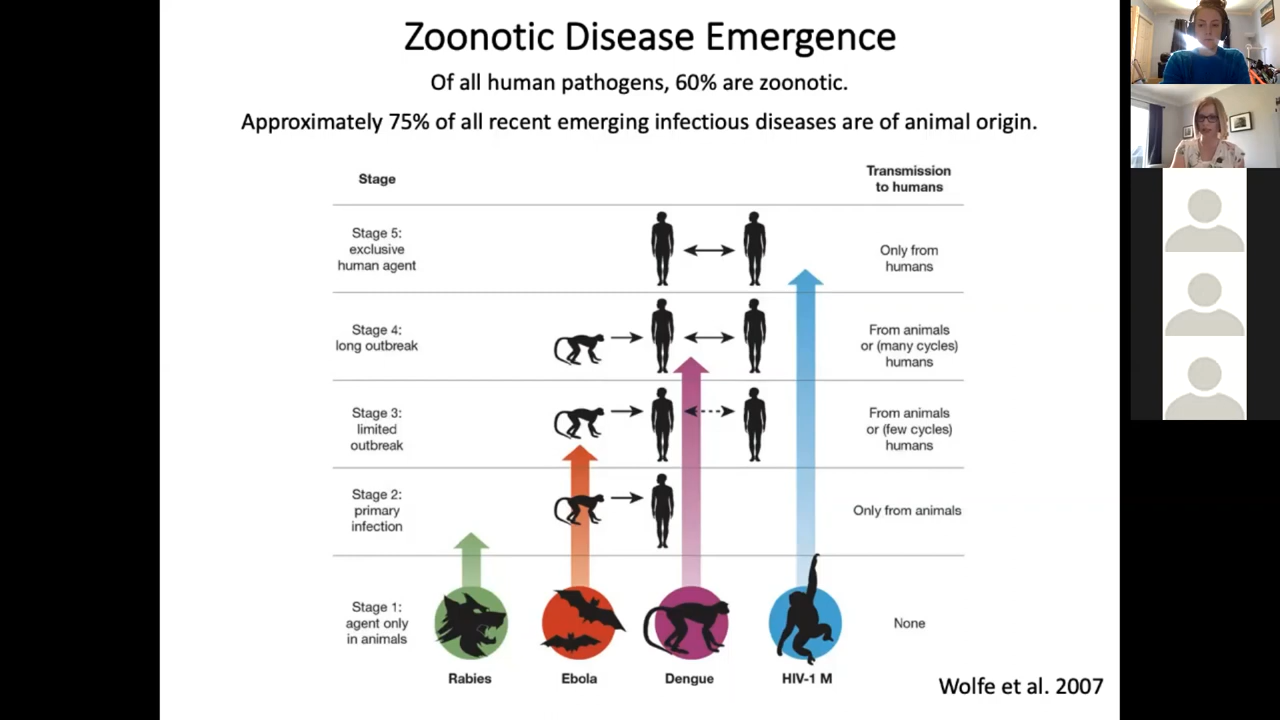 Zoonotic Disease Emergence
Of all human pathogens, 60% are zoonotic.
Approximately 75% of all recent emerging infectious diseases are of animal origin.
Stage
Transmission
to humans
Stage 5:
exclusive
human agent
Only from
humans
Stage 4:
long outbreak
From animals
or (many cycles)
humans
Stage 3:
limited
outbreak
From animals
or (few cycles)
humans
Stage 2:
primary
infection
Only from animals
Stage 1:
agent only
in animals
None
Rabies
Ebola
Dengue
HIV-1 M
Wolfe et al. 2007